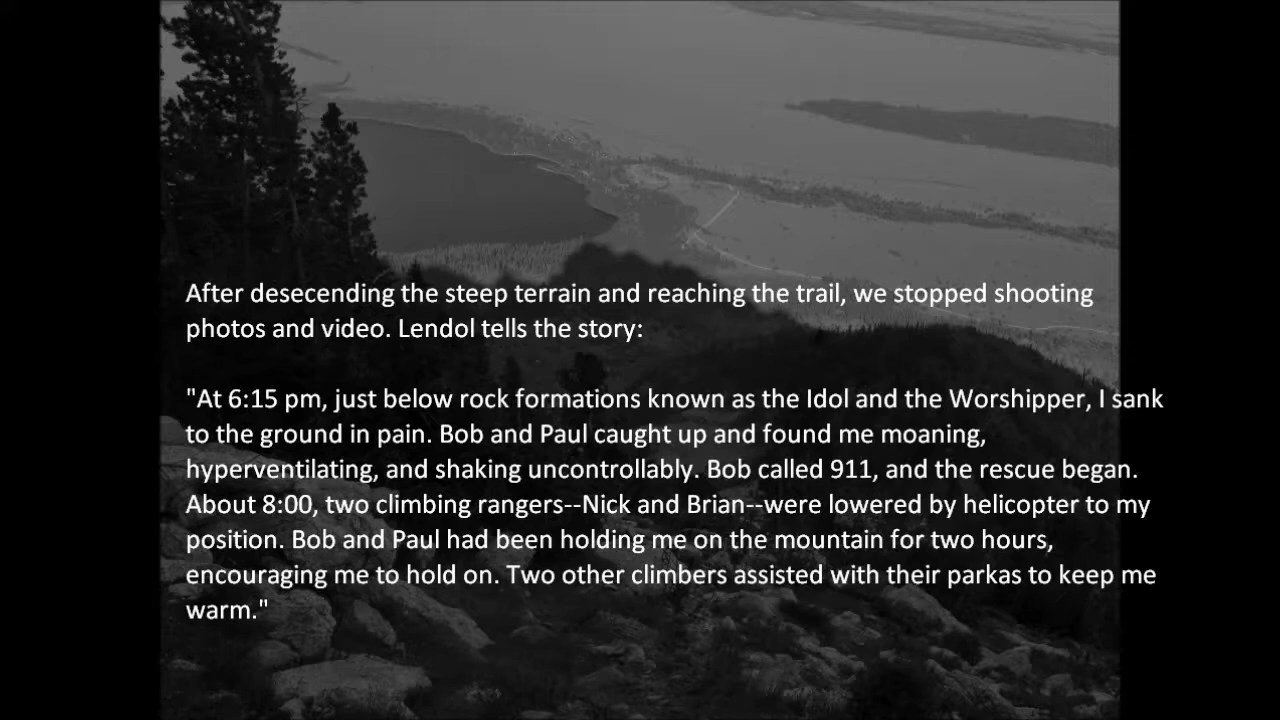 After desecending the steep terrain and reaching the trail, we stopped shooting
photos and video. Lendol tells the story:
"At 6:15 pm, just below rock formations known as the Idol and the Worshipper, I sank
to the ground in pain. Bob and Paul caught up and found me moaning,
hyperventilating, and shaking uncontrollably. Bob called 911, and the rescue began.
About 8:00, two climbing rangers--Nick and Brian--were lowered by helicopter to my
position. Bob and Paul had been holding me on the mountain for two hours,
encouraging me to hold on. Two other climbers assisted with their parkas to keep me
warm."